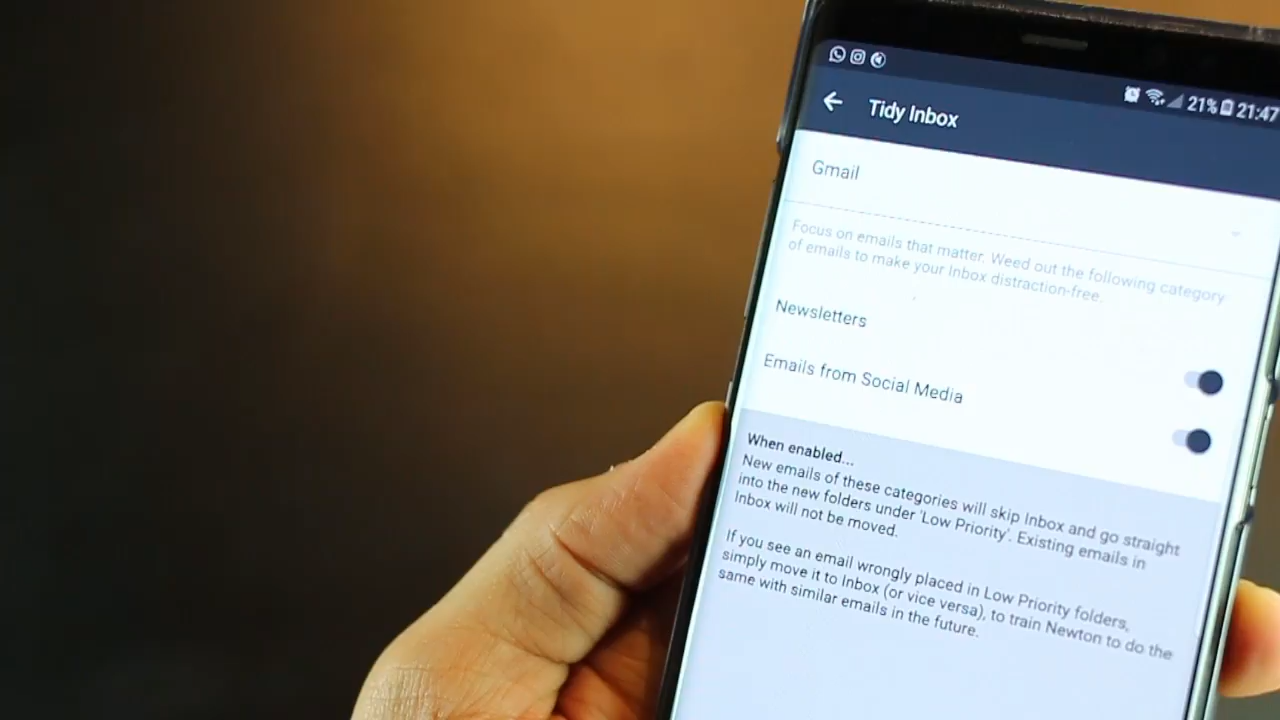 21% 21:47
Tidy Inbox
Gmail
Focus on emails that matter. Weed out the following category
of emails to make your Inbox distraction-free.
Newsletters
Emails from Social Media
When enabled...
New emails of these categories will skip Inbox and go straight
into the new folders under 'Low Priority'. Existing emails in
Inbox will not be moved.
If you see an email wrongly placed in Low Priority folders,
simply move it to Inbox (or vice versa), to train Newton to do the
same with similar emails in the future.